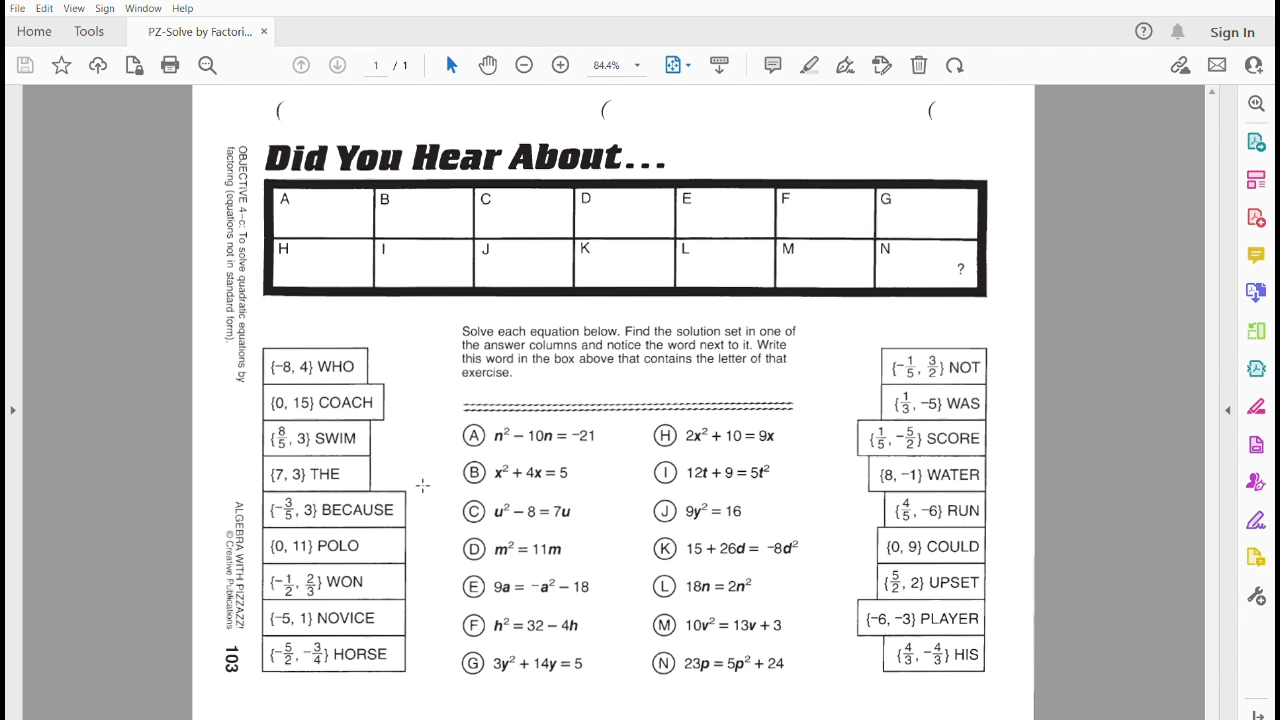 File Edit View Sign Window Help
Home Tools PZ-Solve by Factori... × Sign In
1 / 1 84.4%
( ( (
Did You Hear About...
A B C D E F G
H I J K L M N
?
OBJECTIVE 4–c: To solve quadratic equations by
factoring (equations not in standard form).
ALGEBRA WITH PIZZAZZ!
© Creative Publications
103
Solve each equation below. Find the solution set in one of
the answer columns and notice the word next to it. Write
this word in the box above that contains the letter of that
exercise.
{⁻8, 4} WHO
{0, 15} COACH
{8/5, 3} SWIM
{7, 3} THE
{⁻3/5, 3} BECAUSE
{0, 11} POLO
{⁻1/2, 2/3} WON
{⁻5, 1} NOVICE
{⁻5/2, ⁻3/4} HORSE
A n² – 10n = ⁻21
B x² + 4x = 5
C u² – 8 = 7u
D m² = 11m
E 9a = ⁻a² – 18
F h² = 32 – 4h
G 3y² + 14y = 5
H 2x² + 10 = 9x
I 12t + 9 = 5t²
J 9y² = 16
K 15 + 26d = ⁻8d²
L 18n = 2n²
M 10v² = 13v + 3
N 23p = 5p² + 24
{⁻1/5, 3/2} NOT
{1/3, ⁻5} WAS
{1/5, ⁻5/2} SCORE
{8, ⁻1} WATER
{4/5, ⁻6} RUN
{0, 9} COULD
{5/2, 2} UPSET
{⁻6, ⁻3} PLAYER
{4/3, ⁻4/3} HIS